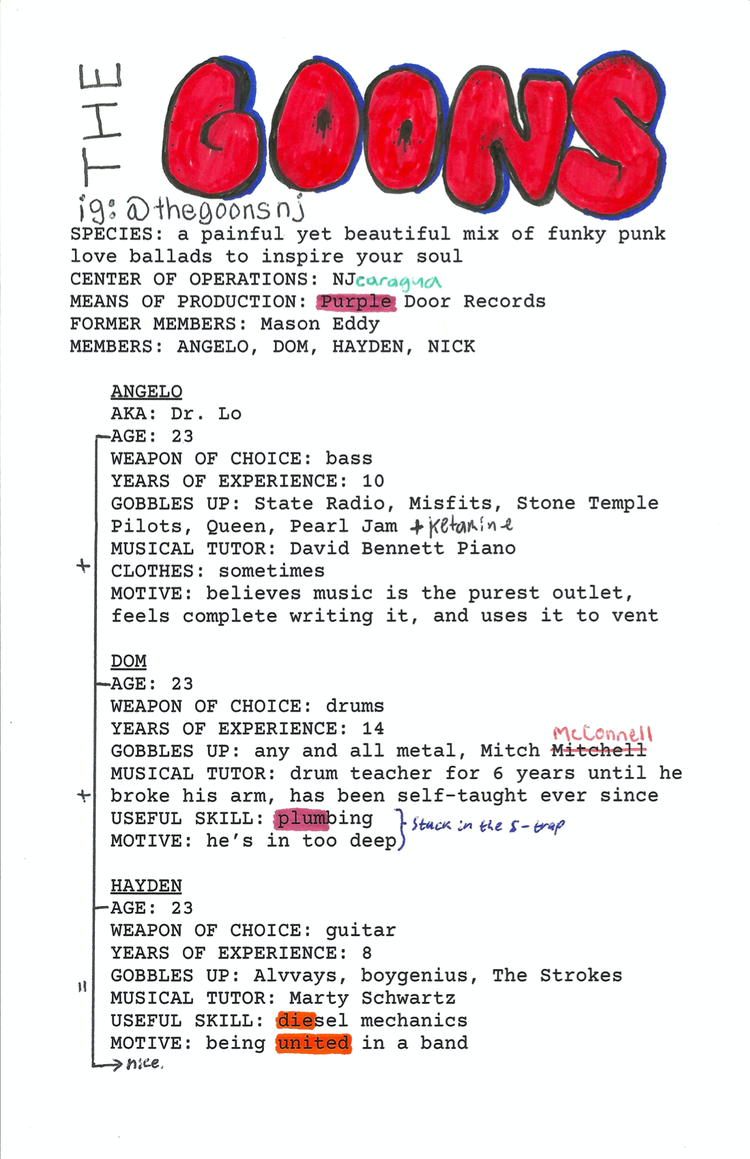 THE GOONS
ig: @thegoonsnj
SPECIES: a painful yet beautiful mix of funky punk
love ballads to inspire your soul
CENTER OF OPERATIONS: NJcaragua
MEANS OF PRODUCTION: Purple Door Records
FORMER MEMBERS: Mason Eddy
MEMBERS: ANGELO, DOM, HAYDEN, NICK
ANGELO
AKA: Dr. Lo
AGE: 23
WEAPON OF CHOICE: bass
YEARS OF EXPERIENCE: 10
GOBBLES UP: State Radio, Misfits, Stone Temple
Pilots, Queen, Pearl Jam + ketamine
MUSICAL TUTOR: David Bennett Piano
+ CLOTHES: sometimes
MOTIVE: believes music is the purest outlet,
feels complete writing it, and uses it to vent
DOM
AGE: 23
WEAPON OF CHOICE: drums
YEARS OF EXPERIENCE: 14
McConnell
GOBBLES UP: any and all metal, Mitch Mitchell
MUSICAL TUTOR: drum teacher for 6 years until he
+ broke his arm, has been self-taught ever since
USEFUL SKILL: plumbing
MOTIVE: he's in too deep } Stuck in the s-trap
HAYDEN
AGE: 23
WEAPON OF CHOICE: guitar
YEARS OF EXPERIENCE: 8
GOBBLES UP: Alvvays, boygenius, The Strokes
= MUSICAL TUTOR: Marty Schwartz
USEFUL SKILL: diesel mechanics
MOTIVE: being united in a band
→ nice.